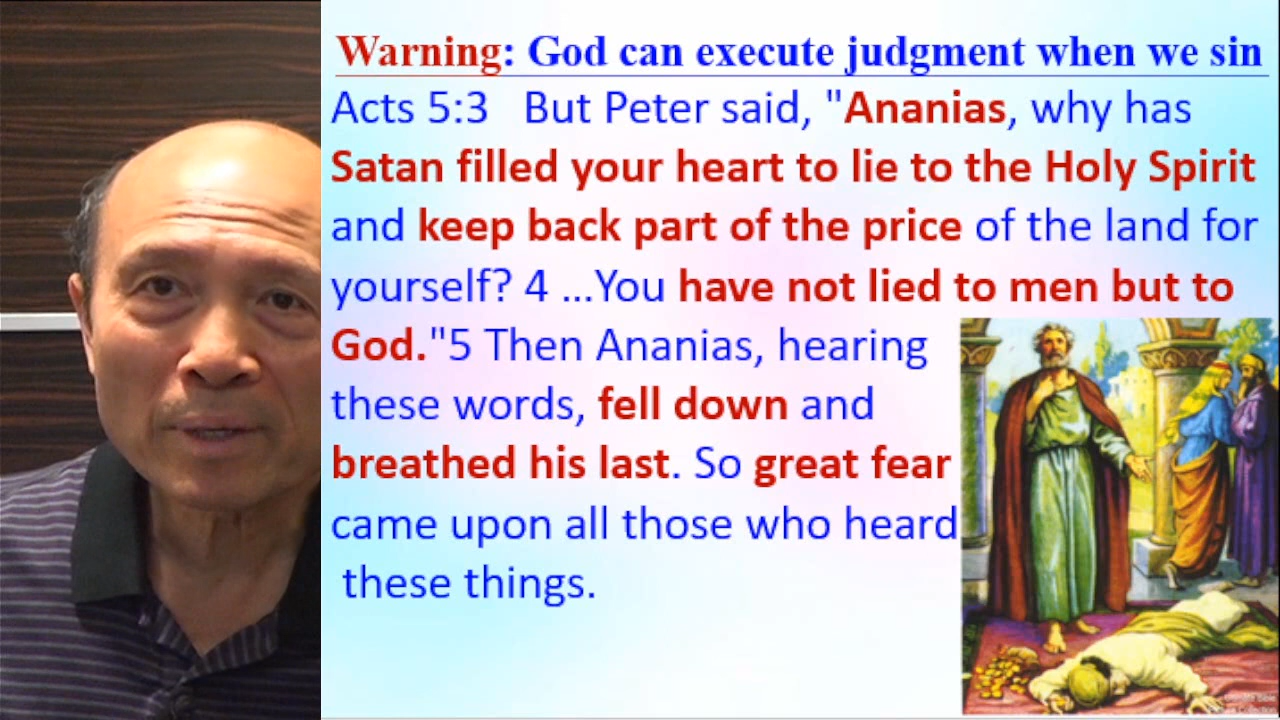 Warning: God can execute judgment when we sin
Acts 5:3 But Peter said, "Ananias, why has
Satan filled your heart to lie to the Holy Spirit
and keep back part of the price of the land for
yourself? 4 ...You have not lied to men but to
God."5 Then Ananias, hearing
these words, fell down and
breathed his last. So great fear
came upon all those who heard
these things.